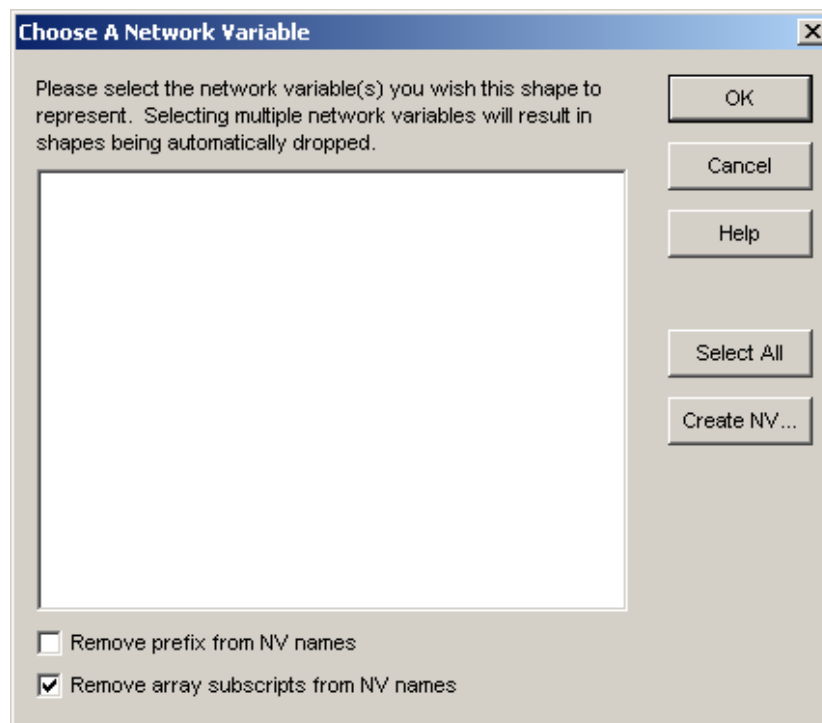 Choose A Network Variable
Please select the network variable(s) you wish this shape to
represent.  Selecting multiple network variables will result in
shapes being automatically dropped.
OK
Cancel
Help
Select All
Create NV...
Remove prefix from NV names
Remove array subscripts from NV names